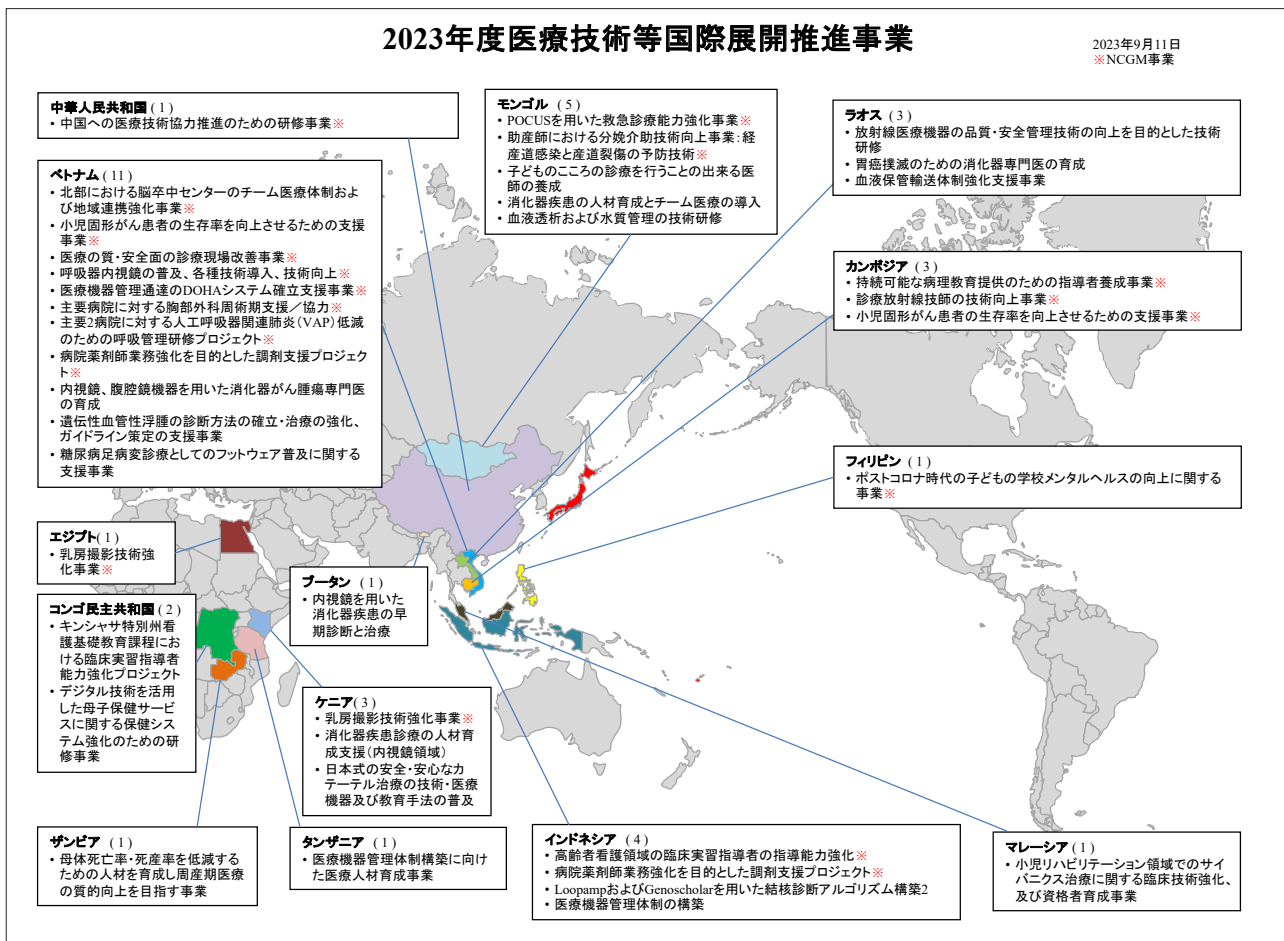 2023年度医療技術等国際展開推進事業
2023年9月11日
※NCGM事業
中華人民共和国 ( 1 )
• 中国への医療技術協力推進のための研修事業※
ベトナム ( 11 )
• 北部における脳卒中センターのチーム医療体制およ
び地域連携強化事業※
• 小児固形がん患者の生存率を向上させるための支援
事業※
• 医療の質・安全面の診療現場改善事業※
• 呼吸器内視鏡の普及、各種技術導入、技術向上※
• 医療機器管理通達のDOHAシステム確立支援事業※
• 主要病院に対する胸部外科周術期支援／協力※
• 主要2病院に対する人工呼吸器関連肺炎（VAP）低減
のための呼吸管理研修プロジェクト※
• 病院薬剤師業務強化を目的とした調剤支援プロジェク
ト※
• 内視鏡、腹腔鏡機器を用いた消化器がん腫瘍専門医
の育成
• 遺伝性血管性浮腫の診断方法の確立・治療の強化、
ガイドライン策定の支援事業
• 糖尿病足病変診療としてのフットウェア普及に関する
支援事業
モンゴル ( 5 )
• POCUSを用いた救急診療能力強化事業※
• 助産師における分娩介助技術向上事業：経
産道感染と産道裂傷の予防技術※
• 子どものこころの診療を行うことの出来る医
師の養成
• 消化器疾患の人材育成とチーム医療の導入
• 血液透析および水質管理の技術研修
ラオス ( 3 )
• 放射線医療機器の品質・安全管理技術の向上を目的とした技術
研修
• 胃癌撲滅のための消化器専門医の育成
• 血液保管輸送体制強化支援事業
カンボジア ( 3 )
• 持続可能な病理教育提供のための指導者養成事業※
• 診療放射線技師の技術向上事業※
• 小児固形がん患者の生存率を向上させるための支援事業※
フィリピン ( 1 )
• ポストコロナ時代の子どもの学校メンタルヘルスの向上に関する
事業※
エジプト ( 1 )
• 乳房撮影技術強
化事業※
ブータン ( 1 )
• 内視鏡を用いた
消化器疾患の早
期診断と治療
コンゴ民主共和国 ( 2 )
• キンシャサ特別州看
護基礎教育課程にお
ける臨床実習指導者
能力強化プロジェクト
• デジタル技術を活用
した母子保健サービ
スに関する保健シス
テム強化のための研
修事業
ケニア ( 3 )
• 乳房撮影技術強化事業※
• 消化器疾患診療の人材育
成支援（内視鏡領域）
• 日本式の安全・安心なカ
テーテル治療の技術・医療
機器及び教育手法の普及
ザンビア ( 1 )
• 母体死亡率・死産率を低減する
ための人材を育成し周産期医療
の質的向上を目指す事業
タンザニア ( 1 )
• 医療機器管理体制構築に向け
た医療人材育成事業
インドネシア ( 4 )
• 高齢者看護領域の臨床実習指導者の指導能力強化※
• 病院薬剤師業務強化を目的とした調剤支援プロジェクト※
• LoopampおよびGenoscholarを用いた結核診断アルゴリズム構築2
• 医療機器管理体制の構築
マレーシア ( 1 )
• 小児リハビリテーション領域でのサイ
バニクス治療に関する臨床技術強化、
及び資格者育成事業